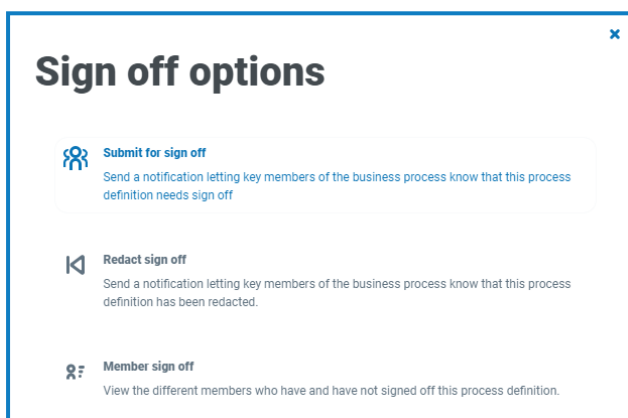 Sign off options
Submit for sign off
Send a notification letting key members of the business process know that this process
definition needs sign off
Redact sign off
Send a notification letting key members of the business process know that this process
definition has been redacted.
Member sign off
View the different members who have and have not signed off this process definition.